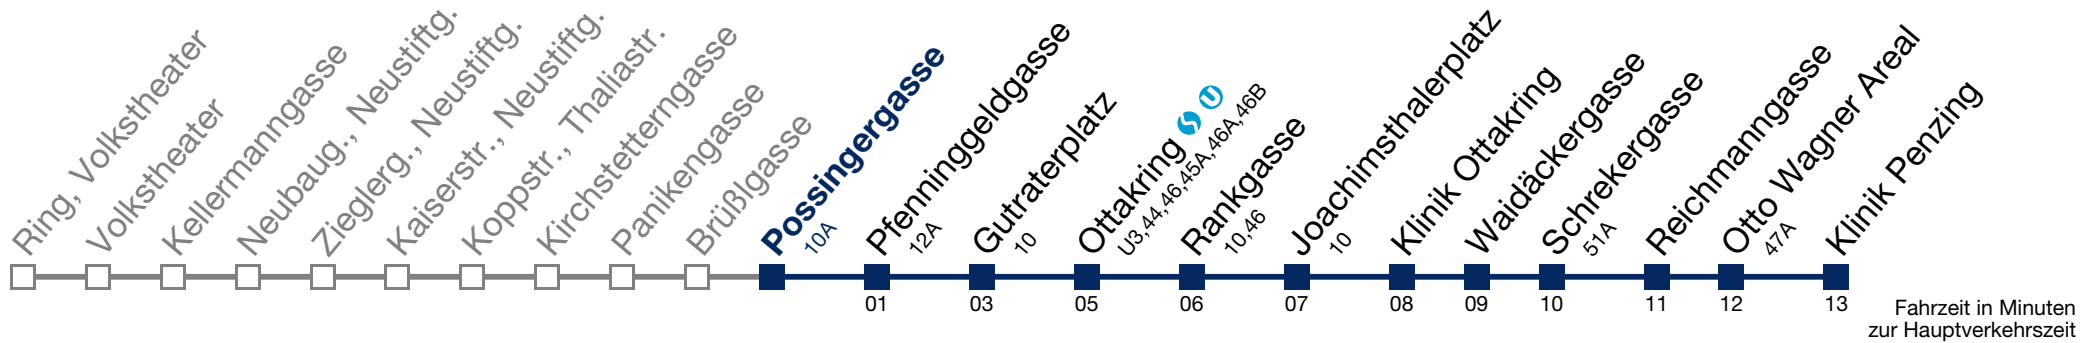 Ring, Volkstheater
Volkstheater
Kellermanngasse
Neubaug., Neustiftg.
Zieglerg., Neustiftg.
Kaiserstr., Neustiftg.
Koppstr., Thaliastr.
Kirchstetterngasse
Panikengasse
Brüßlgasse
Possingergasse
10A
Pfenninggeldgasse
12A
Gutraterplatz
10
Ottakring S U
U3,44,46,45A,46A,46B
Rankgasse
10,46
Joachimsthalerplatz
10
Klinik Ottakring
Waidäckergasse
Schrekergasse
51A
Reichmanngasse
Otto Wagner Areal
47A
Klinik Penzing
01 03 05 06 07 08 09 10 11 12 13
Fahrzeit in Minuten
zur Hauptverkehrszeit